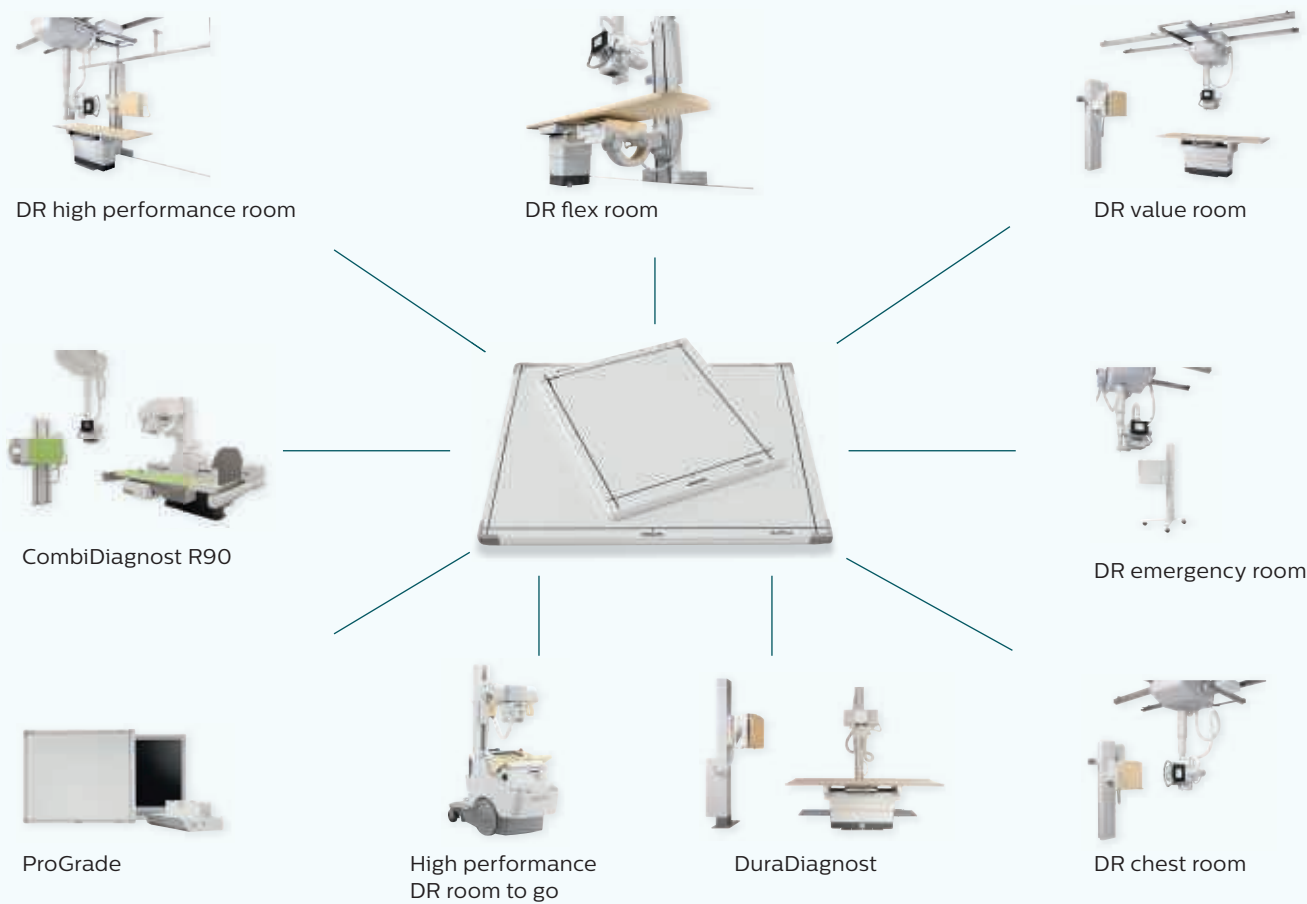 DR high performance room
DR flex room
DR value room
CombiDiagnost R90
DR emergency room
ProGrade
High performance
DR room to go
DuraDiagnost
DR chest room